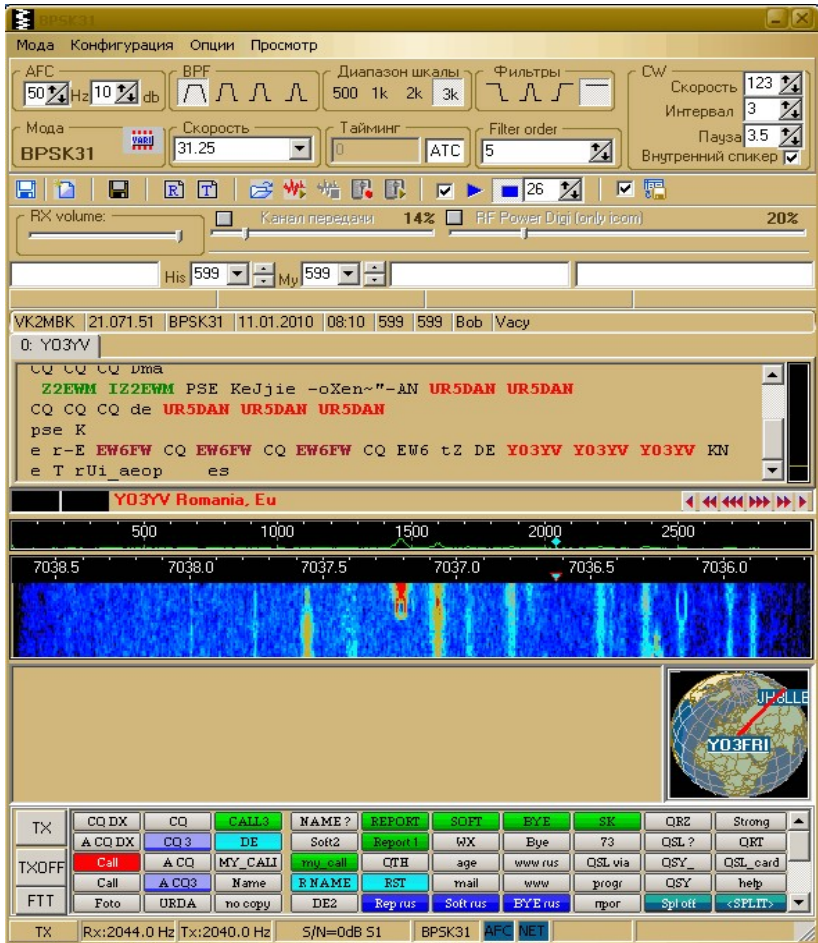 BPSK31
Мода Конфигурация Опции Просмотр
AFC BPF Диапазон шкалы Фильтры CW
50 Hz 10 db 500 1k 2k 3k Скорость 123
Интервал 3
Мода Скорость Тайминг Filter order Пауза 3.5
BPSK31 VARI 31.25 0 ATC 5 Внутренний спикер
R T 26
RX volume: Канал передачи 14% RF Power Digi (only icom) 20%
His 599 My 599
VK2MBK 21.071.51 BPSK31 11.01.2010 08:10 599 599 Bob Vacy
0: YO3YV
CQ CQ CQ Dma
Z2EWM IZ2EWM PSE KeJjie -oXen~"-AN UR5DAN UR5DAN
CQ CQ CQ de UR5DAN UR5DAN UR5DAN
pse K
e r-E EW6FW CQ EW6FW CQ EW6FW CQ EW6 tZ DE YO3YV YO3YV YO3YV KN
e T rUi_aeop es
YO3YV Romania, Eu
500 1000 1500 2000 2500
7038.5 7038.0 7037.5 7037.0 7036.5 7036.0
JH8LLE
YO3FRI
TX CQ DX CQ CALL3 NAME? REPORT SOFT BYE SK QRZ Strong
A CQ DX CQ 3 DE Soft2 Report1 WX Bye 73 QSL? QRT
TXOFF Call A CQ MY_CALL my_call QTH age www rus QSL via QSY_ QSL_card
Call A CQ3 Name R NAME RST mail www progr QSY help
FTT Foto URDA no copy DE2 Rep rus Soft rus BYE rus прог Spl off <SPLIT>
TX Rx:2044.0 Hz Tx:2040.0 Hz S/N=0dB S1 BPSK31 AFC NET